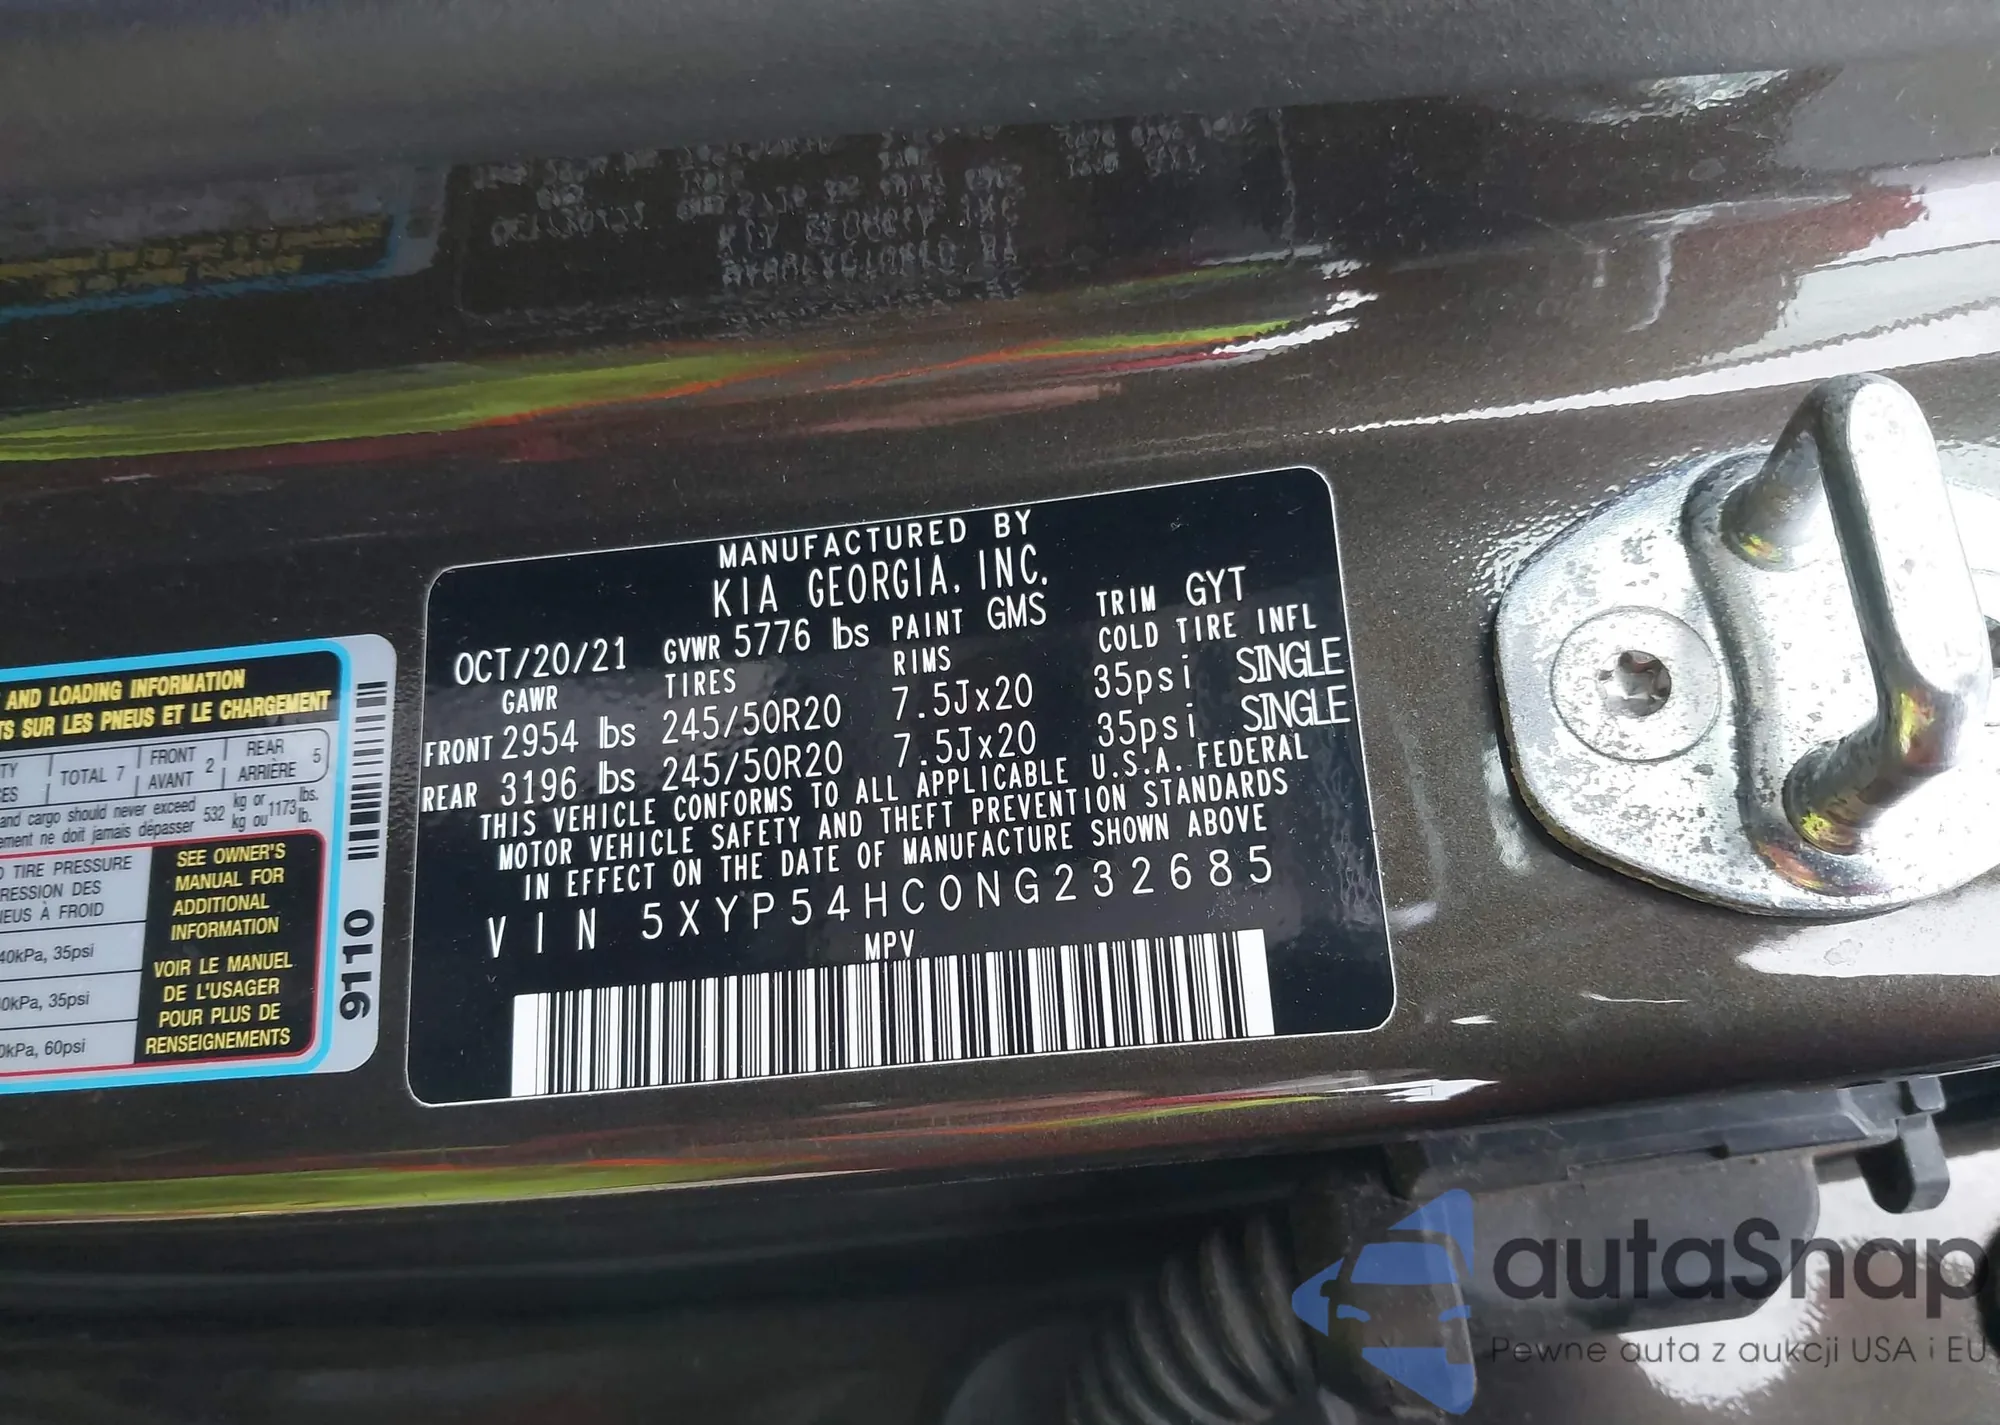 MANUFACTURED BY
KIA GEORGIA, INC.
OCT/20/21 GVWR 5776 lbs PAINT GMS TRIM GYT
GAWR TIRES RIMS COLD TIRE INFL
FRONT 2954 lbs 245/50R20 7.5Jx20 35psi SINGLE
REAR 3196 lbs 245/50R20 7.5Jx20 35psi SINGLE
THIS VEHICLE CONFORMS TO ALL APPLICABLE U.S.A. FEDERAL
MOTOR VEHICLE SAFETY AND THEFT PREVENTION STANDARDS
IN EFFECT ON THE DATE OF MANUFACTURE SHOWN ABOVE
VIN 5XYP54HC0NG232685
MPV
AND LOADING INFORMATION
SUR LES PNEUS ET LE CHARGEMENT
TOTAL 7 FRONT AVANT 2 REAR ARRIÈRE 5
and cargo should never exceed 532 kg or 1173 lbs.
ne doit jamais dépasser kg ou lb.
TIRE PRESSURE
DES
À FROID
35psi
35psi
60psi
SEE OWNER'S
MANUAL FOR
ADDITIONAL
INFORMATION
VOIR LE MANUEL
DE L'USAGER
POUR PLUS DE
RENSEIGNEMENTS
9110
autaSnap
Pewne auta z aukcji USA i EU